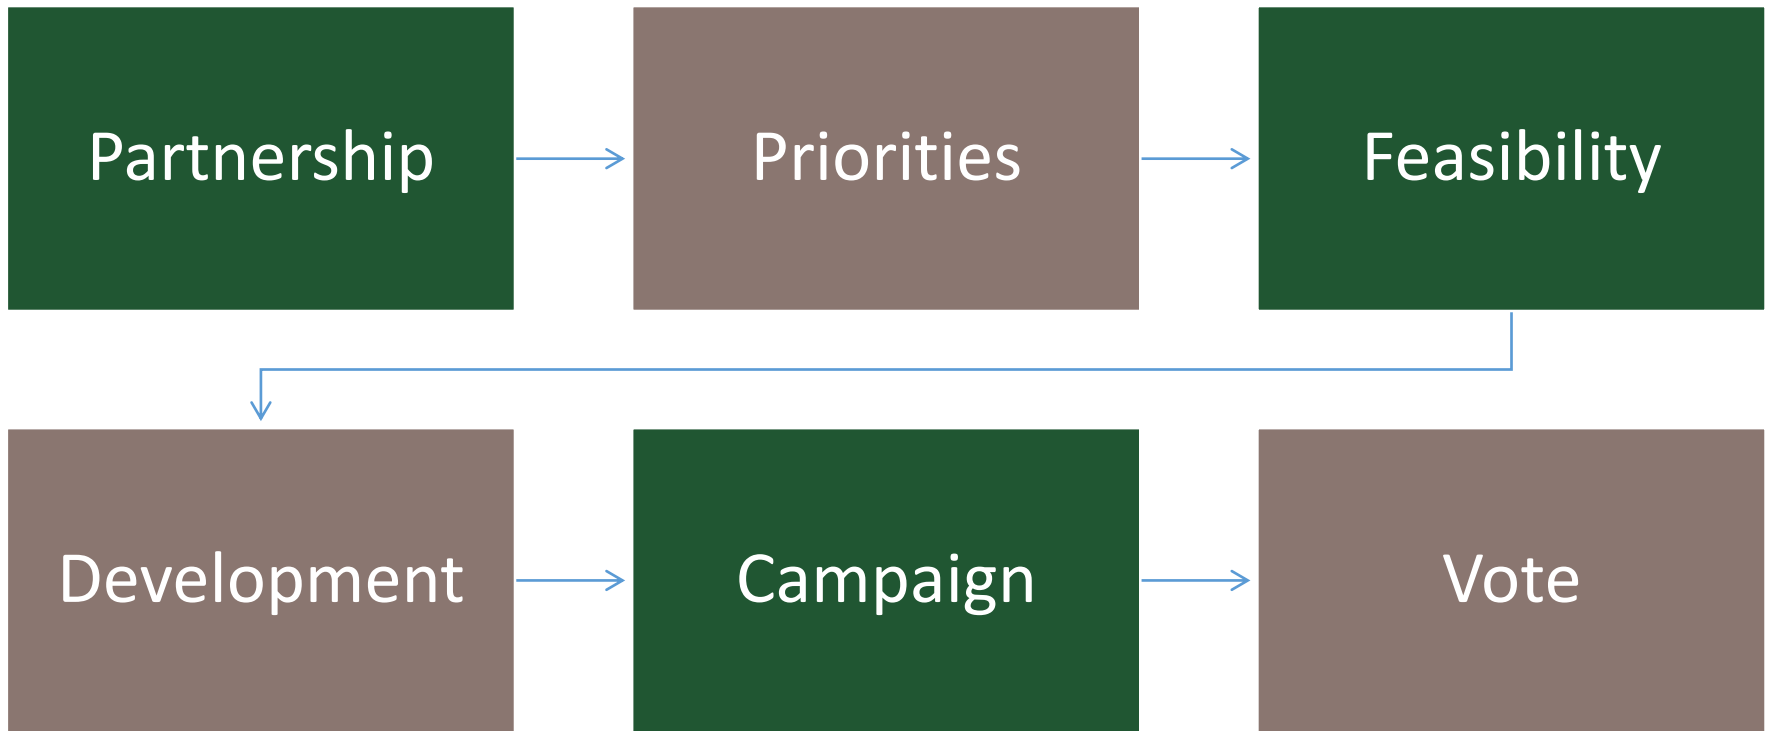 Partnership
Priorities
Feasibility
Development
Campaign
Vote